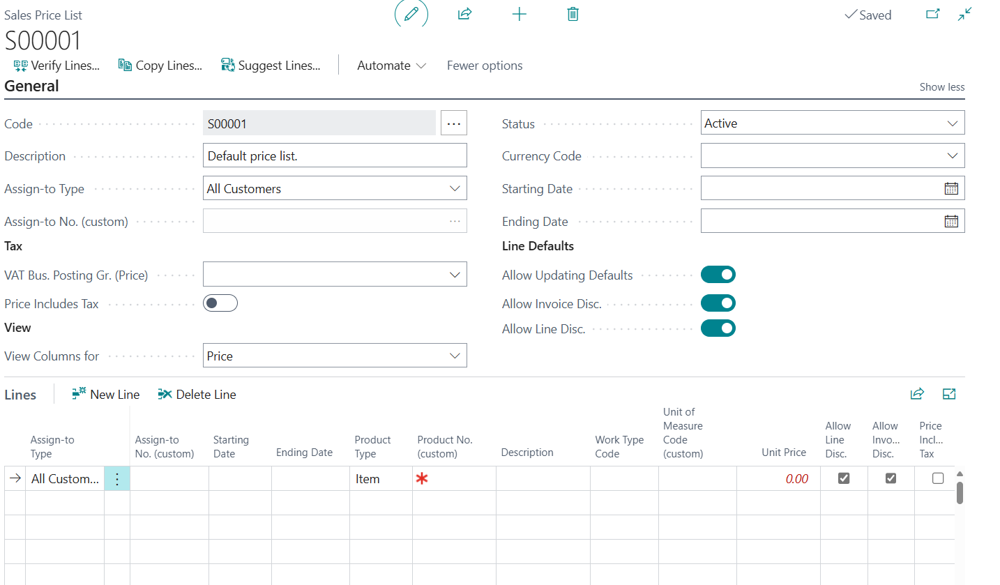 Sales Price List
Saved
S00001
Verify Lines... Copy Lines... Suggest Lines... Automate Fewer options
General Show less
Code S00001 ... Status Active
Description Default price list. Currency Code
Assign-to Type All Customers Starting Date
Assign-to No. (custom) ... Ending Date
Tax Line Defaults
VAT Bus. Posting Gr. (Price) Allow Updating Defaults
Price Includes Tax Allow Invoice Disc.
View Allow Line Disc.
View Columns for Price
Lines New Line Delete Line
Assign-to Type
Assign-to No. (custom)
Starting Date
Ending Date
Product Type
Product No. (custom)
Description
Work Type Code
Unit of Measure Code (custom)
Unit Price
Allow Line Disc.
Allow Invo... Disc.
Price Incl... Tax
All Custom... Item 0.00